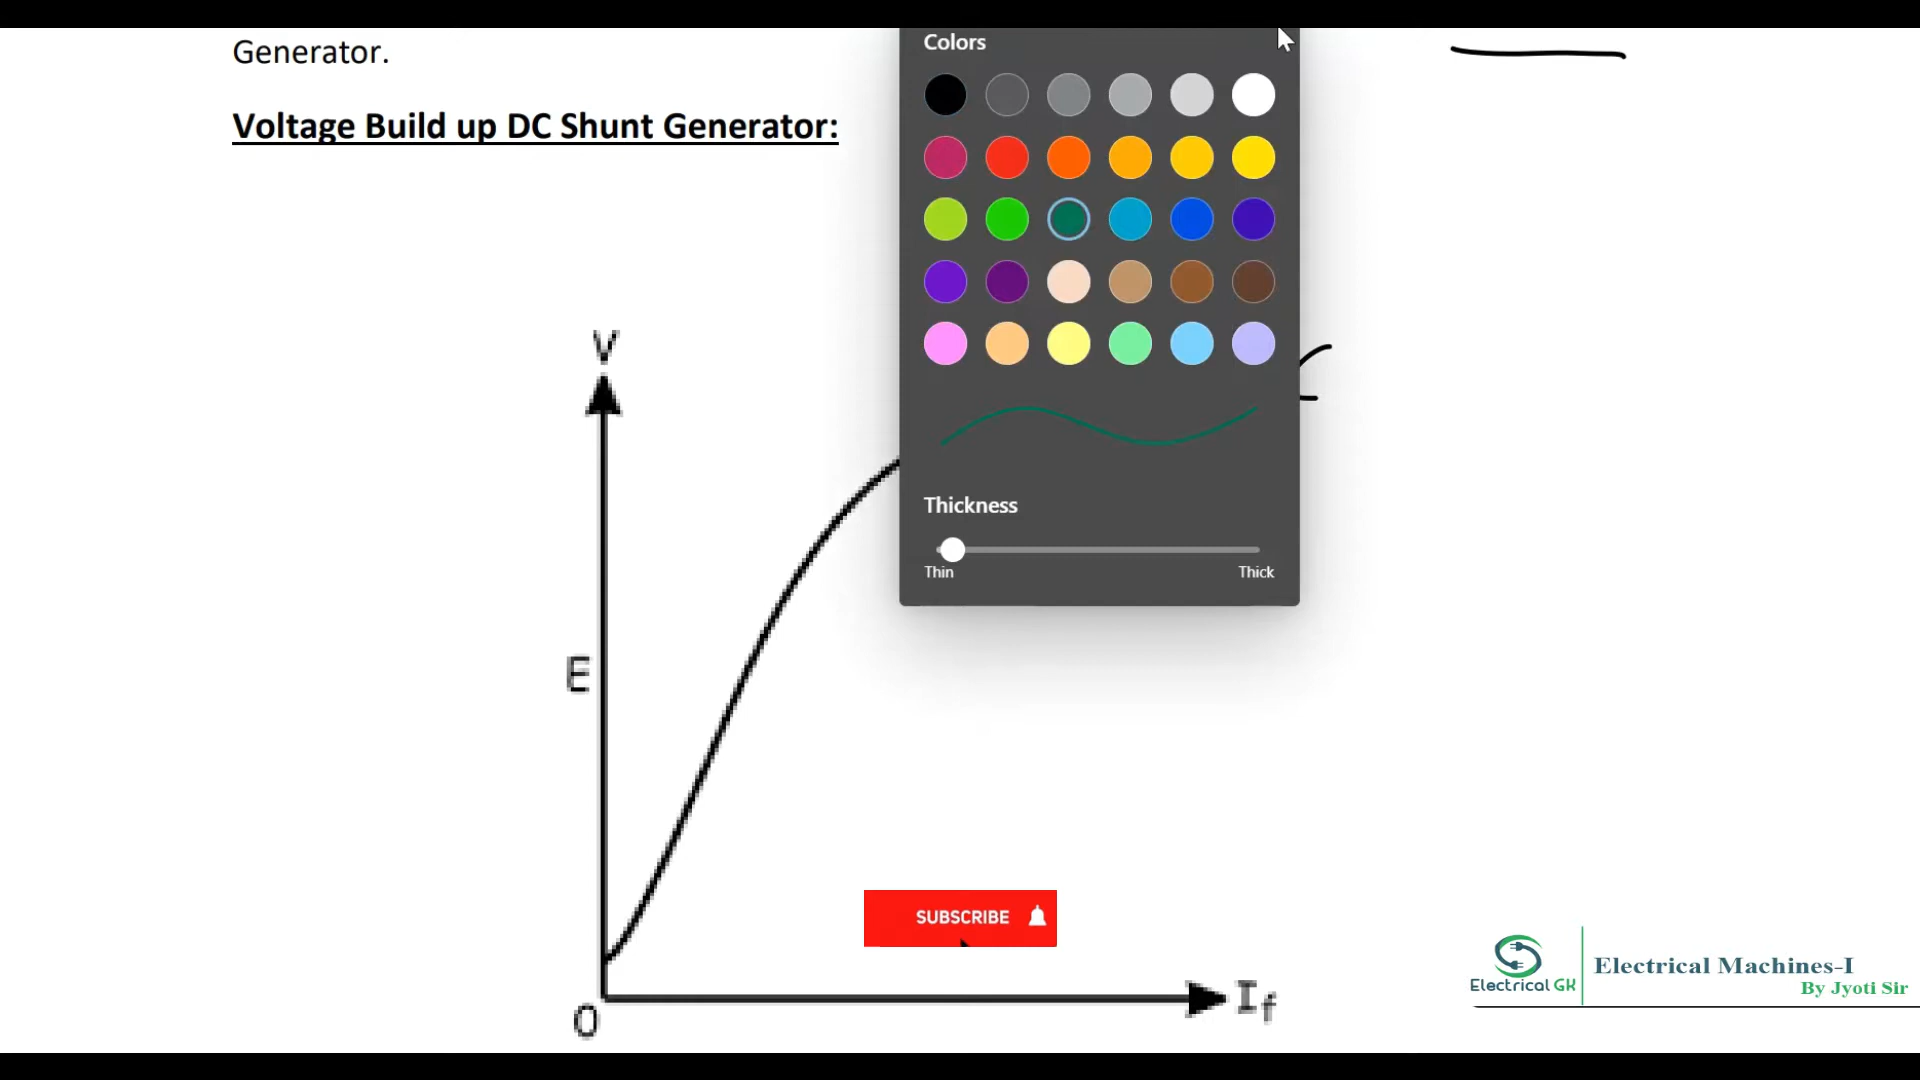 Generator.
Colors
Voltage Build up DC Shunt Generator:
V
Thickness
Thin
Thick
E
SUBSCRIBE
Electrical GK
Electrical Machines-I
By Jyoti Sir
O
If